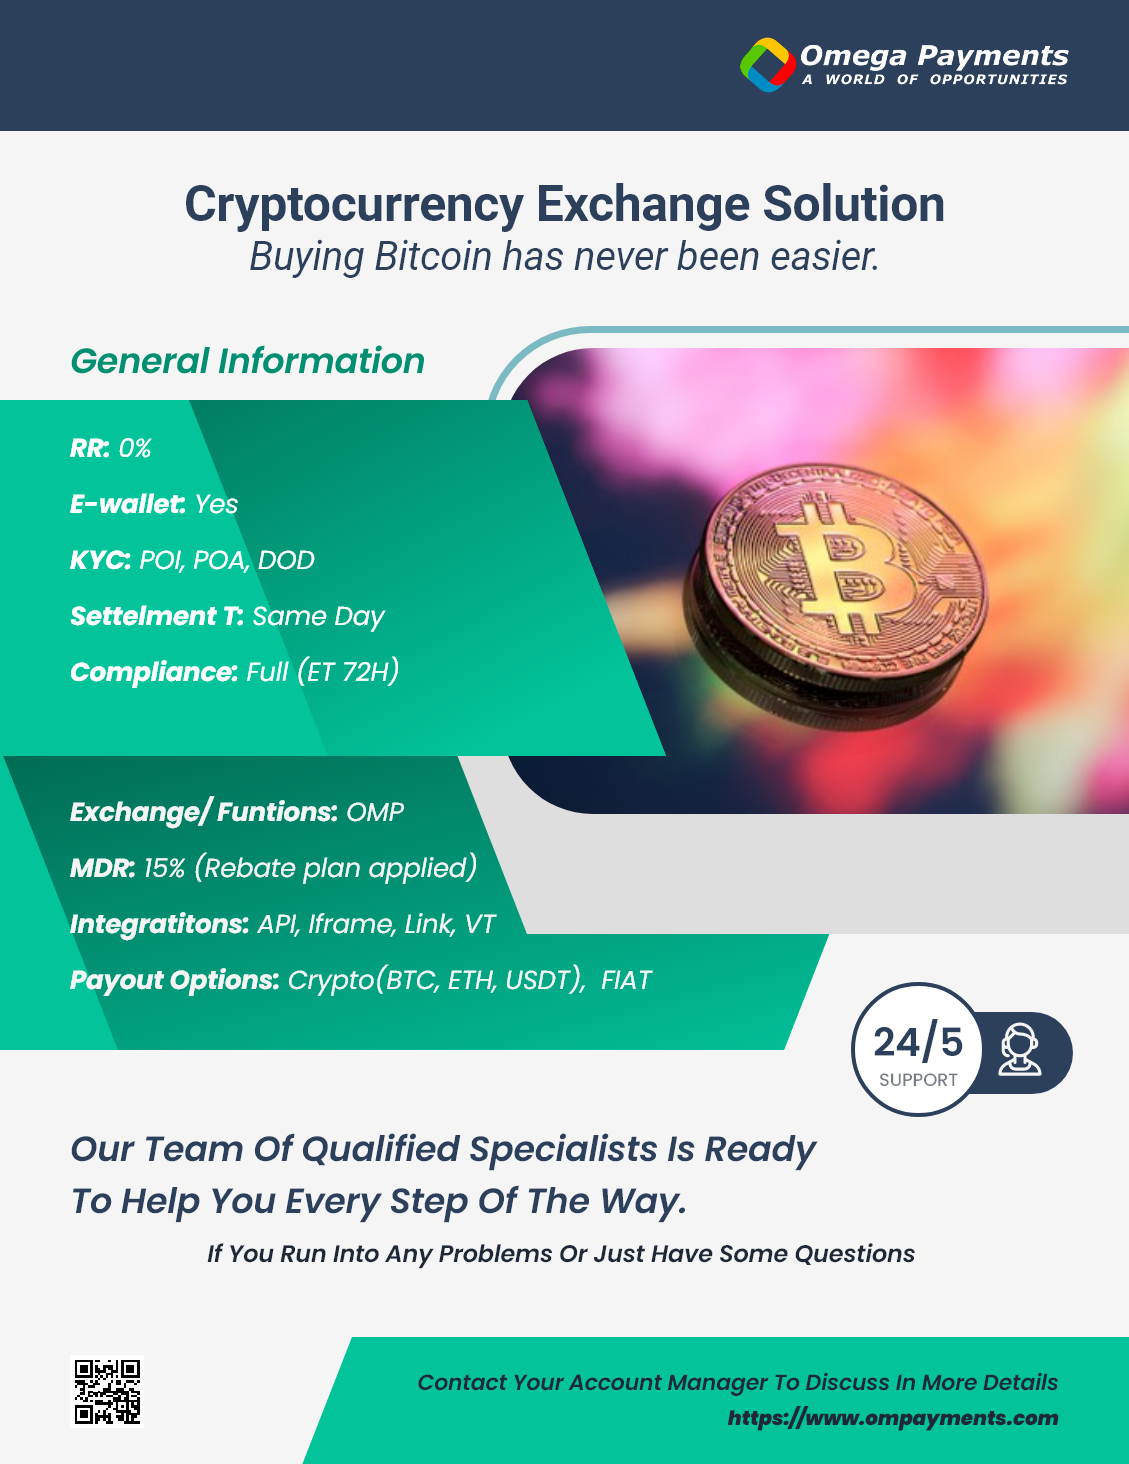 Omega Payments
A WORLD OF OPPORTUNITIES
Cryptocurrency Exchange Solution
Buying Bitcoin has never been easier.
General Information
RR: 0%
E-wallet: Yes
KYC: POI, POA, DOD
Settelment T: Same Day
Compliance: Full (ET 72H)
Exchange/ Funtions: OMP
MDR: 15% (Rebate plan applied)
Integratitons: API, Iframe, Link, VT
Payout Options: Crypto(BTC, ETH, USDT), FIAT
24/5
SUPPORT
Our Team Of Qualified Specialists Is Ready
To Help You Every Step Of The Way.
If You Run Into Any Problems Or Just Have Some Questions
Contact Your Account Manager To Discuss In More Details
https://www.ompayments.com